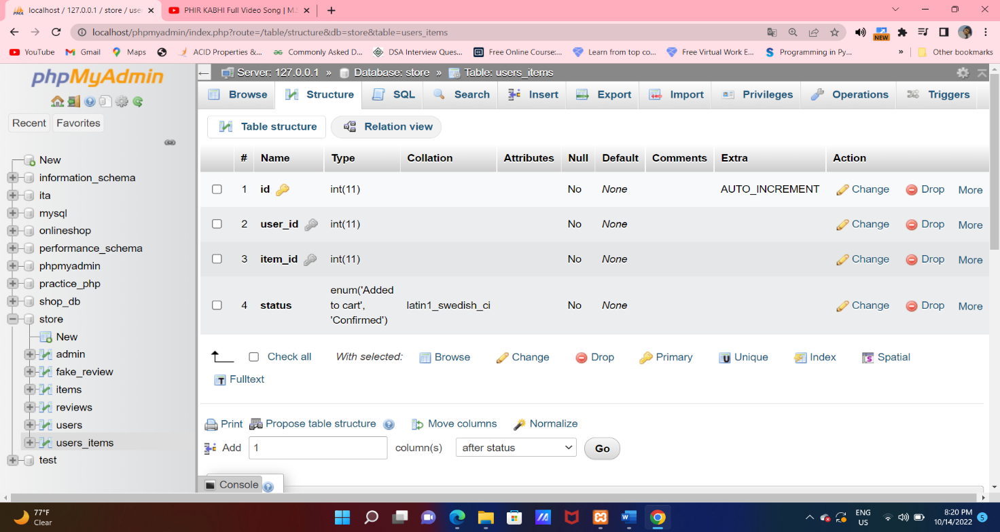 localhost / 127.0.0.1 / store / use
PHIR KABHI Full Video Song | M.S
localhost/phpmyadmin/index.php?route=/table/structure&db=store&table=users_items
NEW
YouTube Gmail Maps ACID Properties &... Commonly Asked D... DSA Interview Ques... Free Online Course:... Learn from top co... Free Virtual Work E... Programming in Py... » Other bookmarks
phpMyAdmin
Recent Favorites
New
information_schema
ita
mysql
onlineshop
performance_schema
phpmyadmin
practice_php
shop_db
store
New
admin
fake_review
items
reviews
users
users_items
test
Server: 127.0.0.1 » Database: store » Table: users_items
Browse Structure SQL Search Insert Export Import Privileges Operations Triggers
Table structure Relation view
# Name Type Collation Attributes Null Default Comments Extra Action
1 id int(11) No None AUTO_INCREMENT Change Drop More
2 user_id int(11) No None Change Drop More
3 item_id int(11) No None Change Drop More
4 status enum('Added to cart', 'Confirmed') latin1_swedish_ci No None Change Drop More
Check all With selected: Browse Change Drop Primary Unique Index Spatial
Fulltext
Print Propose table structure Move columns Normalize
Add 1 column(s) after status Go
Console
77°F
Clear
ENG
US
8:20 PM
10/14/2022
5